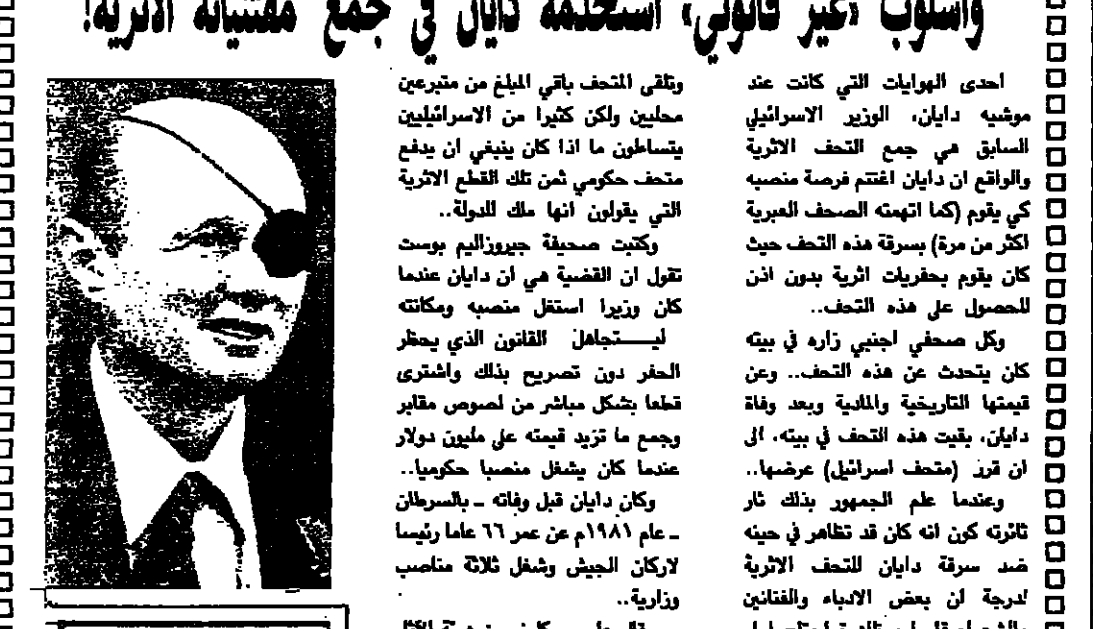 وأسلوب «غير قانوني» استخدمه دايان في جمع مقتنياته الاثرية!
احدى الهوايات التي كانت عند
موشيه دايان، الوزير الاسرائيلي
السابق هي جمع التحف الاثرية
والواقع ان دايان اغتنم فرصة منصبه
كي يقوم (كما اتهمته الصحف العبرية
اكثر من مرة) بسرقة هذه التحف حيث
كان يقوم بحفريات اثرية بدون اذن
للحصول على هذه التحف..
وكل صحفي اجنبي زاره في بيته
كان يتحدث عن هذه التحف.. وعن
قيمتها التاريخية والمادية وبعد وفاة
دايان، بقيت هذه التحف في بيته، الى
ان قرر (متحف اسرائيل) عرضها..
وعندما علم الجمهور بذلك ثار
ثائرته كون انه كان قد تظاهر في حينه
ضد سرقة دايان للتحف الاثرية
لدرجة ان بعض الادباء والفنانين
وتلقى المتحف باقي المبلغ من متبرعين
محليين ولكن كثيرا من الاسرائيليين
يتساطون ما اذا كان ينبغي ان يدفع
متحف حكومي ثمن تلك القطع الاثرية
التي يقولون انها ملك للدولة..
وكتبت صحيفة جيروزاليم بوست
تقول ان القضية هي ان دايان عندما
كان وزيرا استغل منصبه ومكانته
ليـــتجاهل القانون الذي يحظر
الحفر دون تصريح بذلك واشترى
قطعا بشكل مباشر من لصوص مقابر
وجمع ما تزيد قيمته على مليون دولار
عندما كان يشغل منصبا حكوميا..
وكان دايان قبل وفاته ـ بالسرطان
ـ عام ١٩٨١م عن عمر ٦٦ عاما رئيسا
لاركان الجيش وشغل ثلاثة مناصب
وزارية..